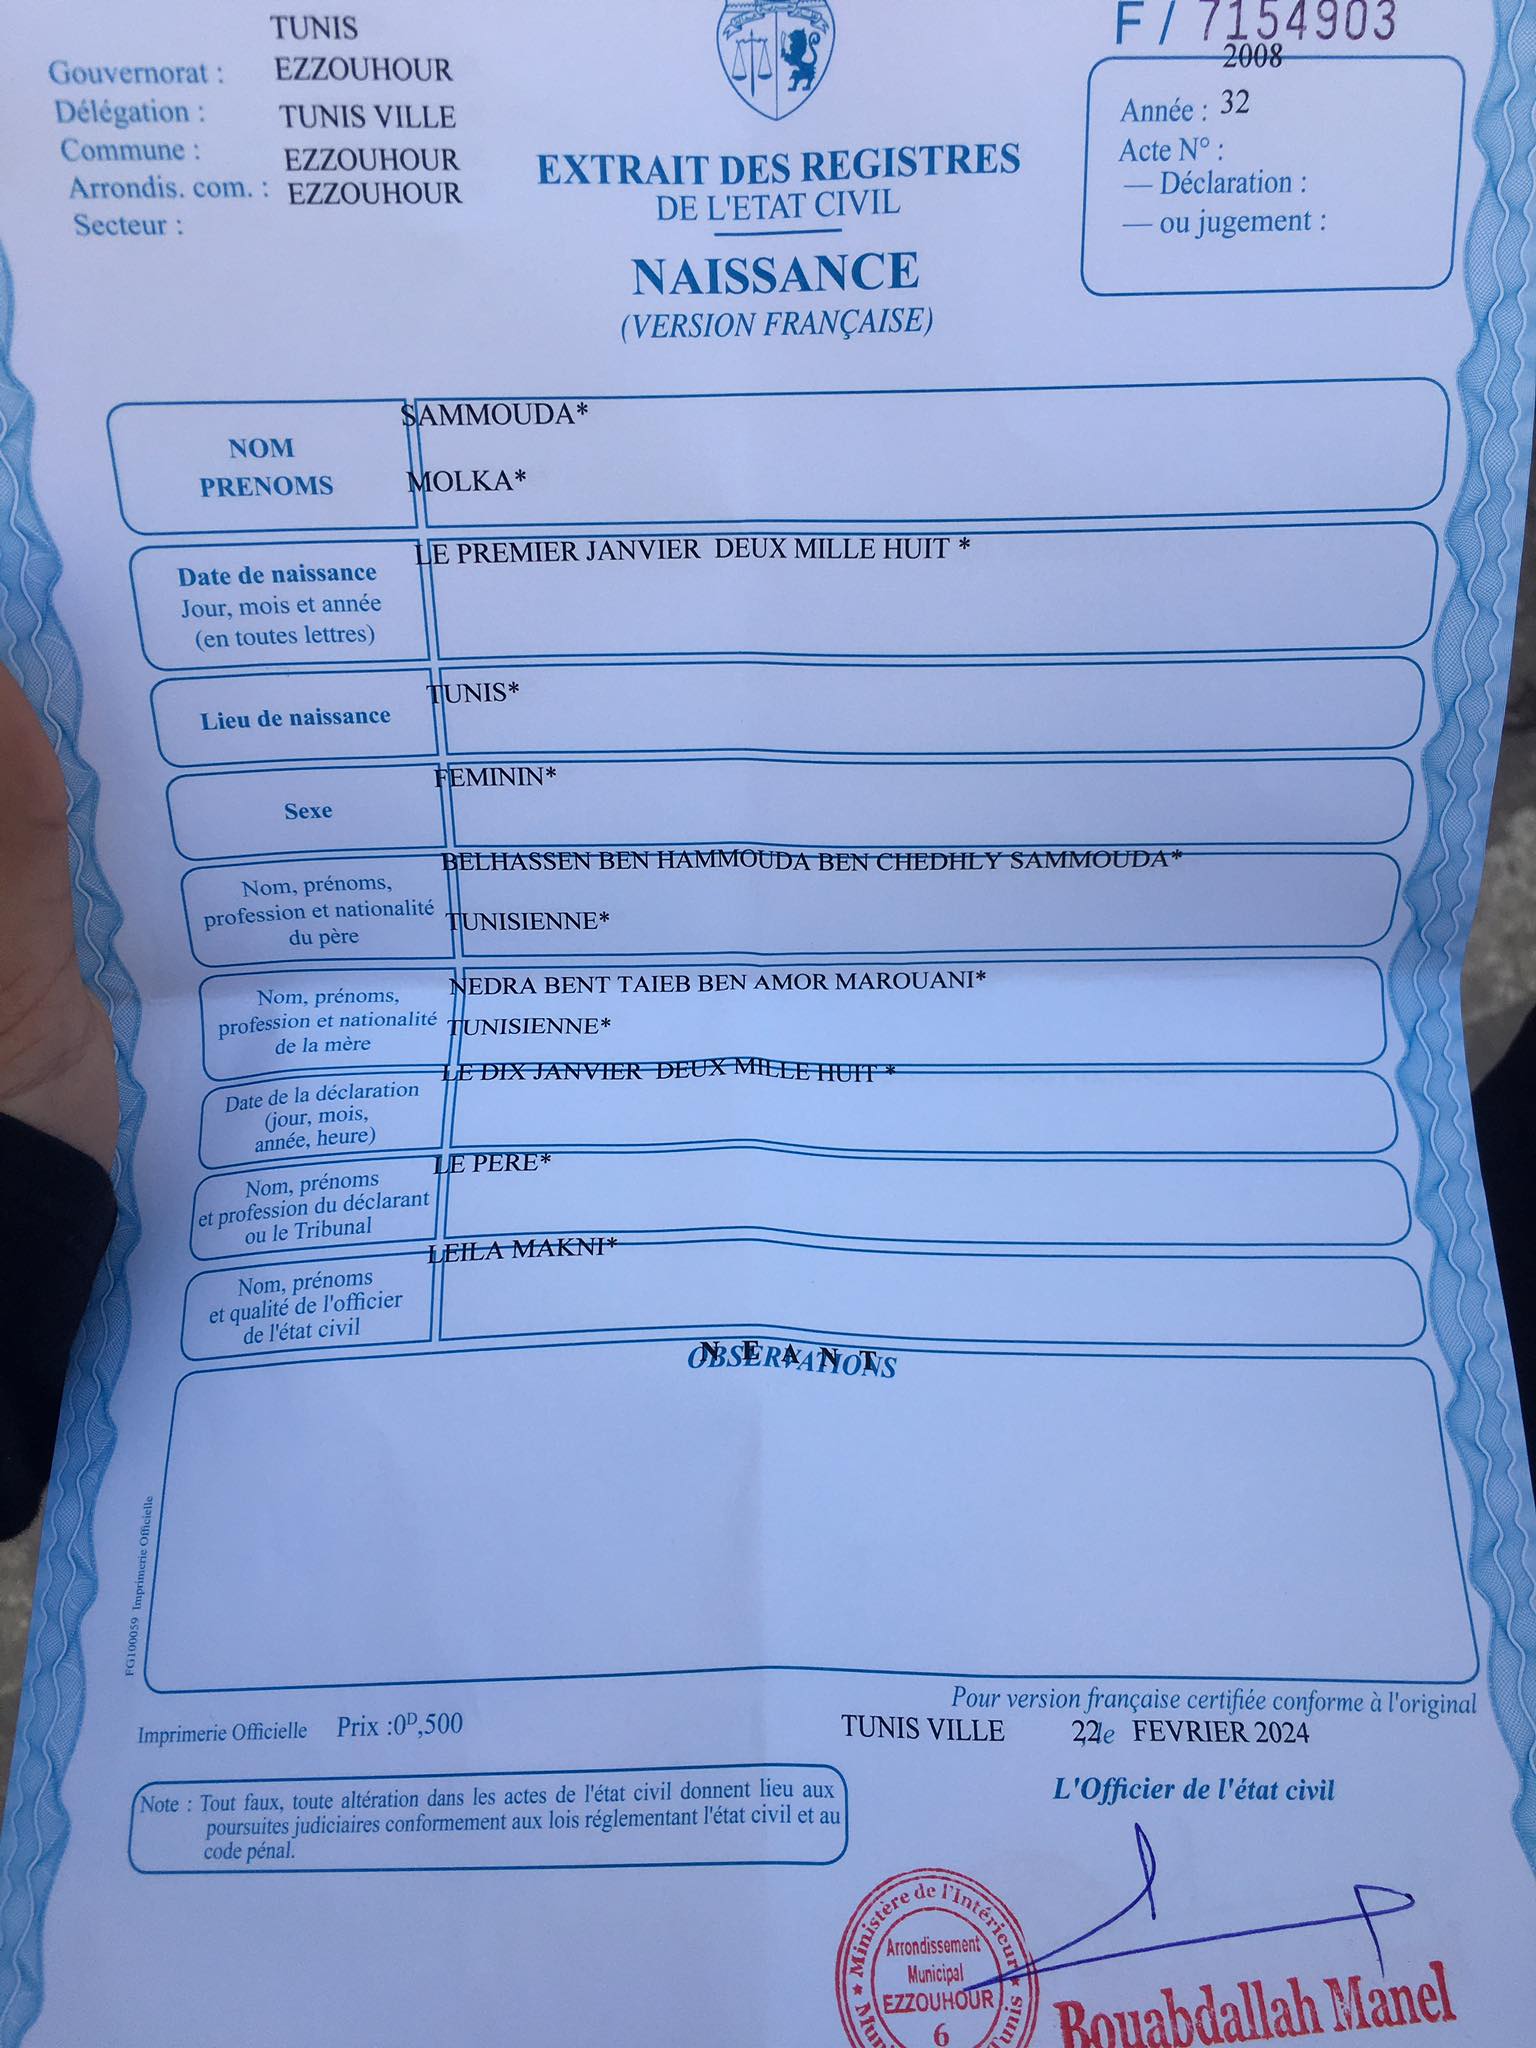 TUNIS
Gouvernorat : EZZOUHOUR
Délégation : TUNIS VILLE
Commune : EZZOUHOUR
Arrondis. com. : EZZOUHOUR
Secteur :
EXTRAIT DES REGISTRES
DE L'ETAT CIVIL
NAISSANCE
(VERSION FRANÇAISE)
F / 7154903
2008
Année : 32
Acte N° :
— Déclaration :
— ou jugement :
NOM
PRENOMS
SAMMOUDA*
MOLKA*
Date de naissance
Jour, mois et année
(en toutes lettres)
LE PREMIER JANVIER DEUX MILLE HUIT *
Lieu de naissance
TUNIS*
Sexe
FEMININ*
Nom, prénoms,
profession et nationalité
du père
BELHASSEN BEN HAMMOUDA BEN CHEDHLY SAMMOUDA*
TUNISIENNE*
Nom, prénoms,
profession et nationalité
de la mère
NEDRA BENT TAIEB BEN AMOR MAROUANI*
TUNISIENNE*
Date de la déclaration
(jour, mois,
année, heure)
LE DIX JANVIER DEUX MILLE HUIT *
Nom, prénoms
et profession du déclarant
ou le Tribunal
LE PERE*
Nom, prénoms
et qualité de l'officier
de l'état civil
LEILA MAKNI*
N E A N T
OBSERVATIONS
FG100059 Imprimerie Officielle
Imprimerie Officielle Prix :0D,500
Pour version française certifiée conforme à l'original
TUNIS VILLE 22 le FEVRIER 2024
L'Officier de l'état civil
Note : Tout faux, toute altération dans les actes de l'état civil donnent lieu aux
poursuites judiciaires conformement aux lois réglementant l'état civil et au
code pénal.
Ministère de l'Intérieur
Arrondissement
Municipal
EZZOUHOUR
6
Tunis
Bouabdallah Manel